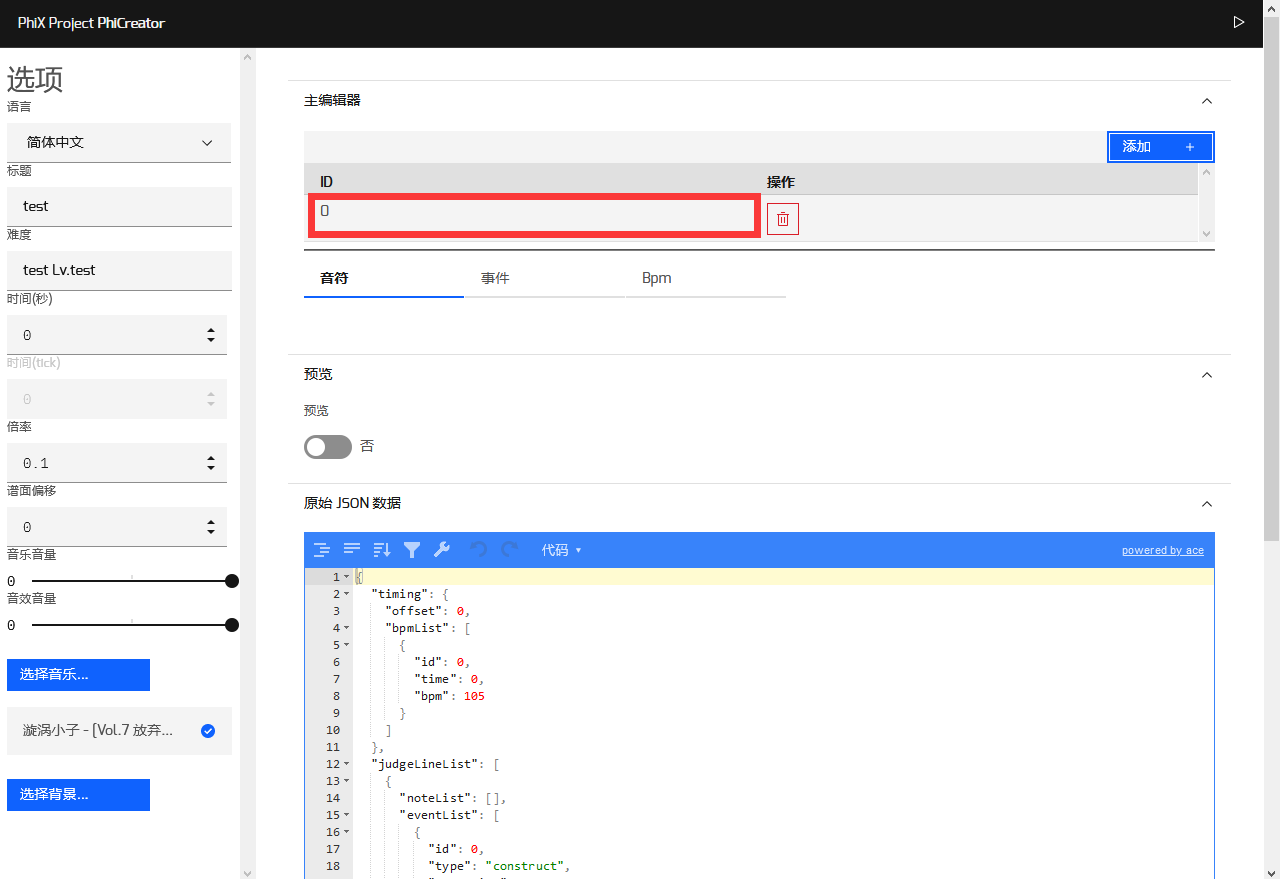 PhiX Project PhiCreator
选项
语言
简体中文
标题
test
难度
test Lv.test
时间(秒)
0
时间(tick)
0
倍率
0.1
谱面偏移
0
音乐音量
0
音效音量
0
选择音乐...
漩涡小子 - [Vol.7 放弃...
选择背景...
主编辑器
添加 +
ID 操作
0
音符 事件 Bpm
预览
预览
否
原始 JSON 数据
代码 powered by ace
1 {
2 "timing": {
3 "offset": 0,
4 "bpmList": [
5 {
6 "id": 0,
7 "time": 0,
8 "bpm": 105
9 }
10 ]
11 },
12 "judgeLineList": [
13 {
14 "noteList": [],
15 "eventList": [
16 {
17 "id": 0,
18 "type": "construct",